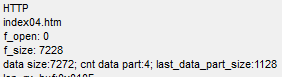 HTTP
index04.htm
f_open: 0
f_size: 7228
data size:7272; cnt data part:4; last_data_part_size:1128